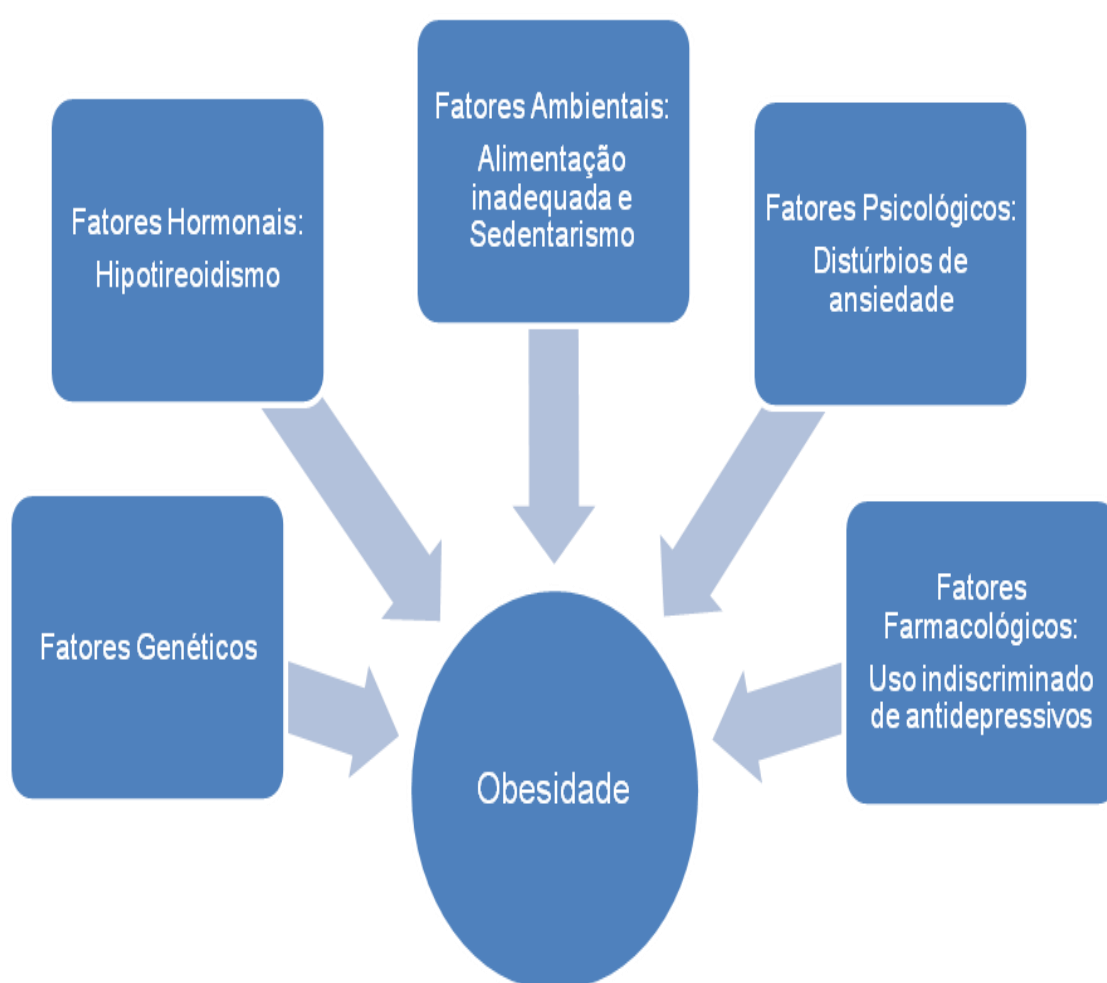 Fatores Ambientais:
Alimentação
inadequada e
Sedentarismo
Fatores Hormonais:
Hipotireoidismo
Fatores Psicológicos:
Distúrbios de
ansiedade
Fatores Genéticos
Fatores
Farmacológicos:
Uso indiscriminado
de antidepressivos
Obesidade